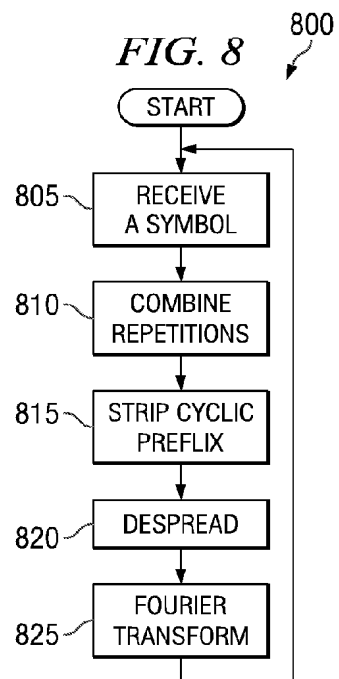 800
FIG. 8
START
805
RECEIVE
A SYMBOL
810
COMBINE
REPETITIONS
815
STRIP CYCLIC
PREFLIX
820
DESPREAD
825
FOURIER
TRANSFORM